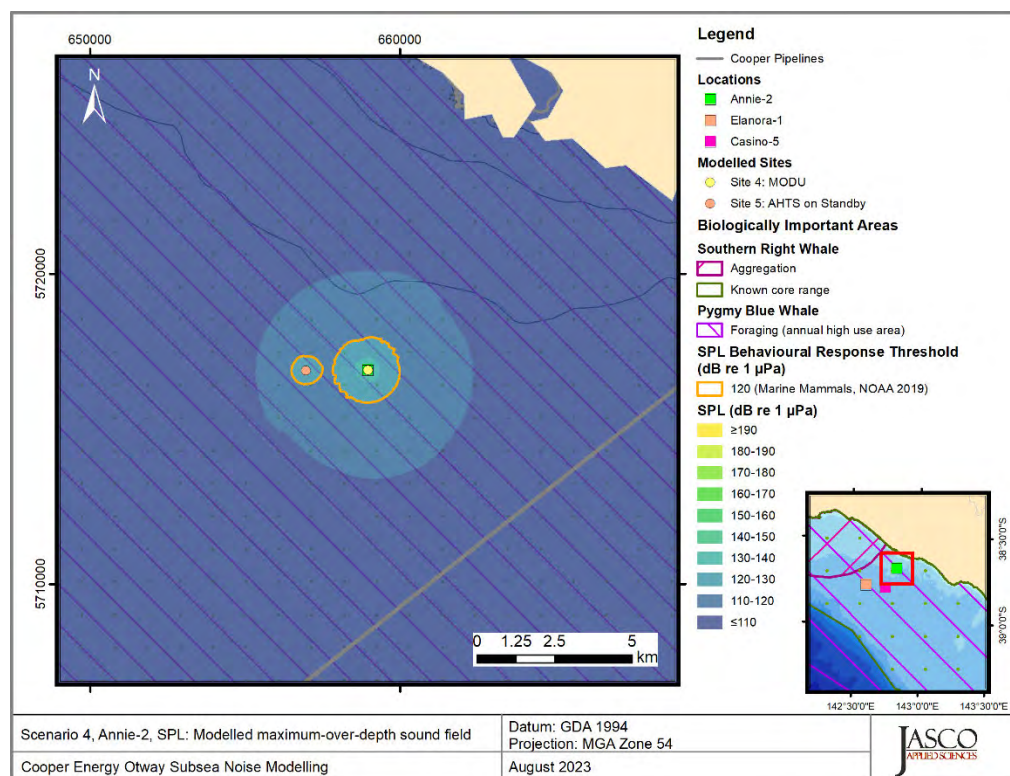 650000
660000
N
5720000
5710000
0 1.25 2.5 5
km
Legend
Cooper Pipelines
Locations
Annie-2
Elanora-1
Casino-5
Modelled Sites
Site 4: MODU
Site 5: AHTS on Standby
Biologically Important Areas
Southern Right Whale
Aggregation
Known core range
Pygmy Blue Whale
Foraging (annual high use area)
SPL Behavioural Response Threshold
(dB re 1 µPa)
120 (Marine Mammals, NOAA 2019)
SPL (dB re 1 µPa)
≥190
180-190
170-180
160-170
150-160
140-150
130-140
120-130
110-120
≤110
38°30'S
39°0'S
142°30'0"E 143°0'0"E 143°30'0"E
Scenario 4, Annie-2, SPL: Modelled maximum-over-depth sound field
Datum: GDA 1994
Projection: MGA Zone 54
Cooper Energy Otway Subsea Noise Modelling
August 2023
JASCO
APPLIED SCIENCES